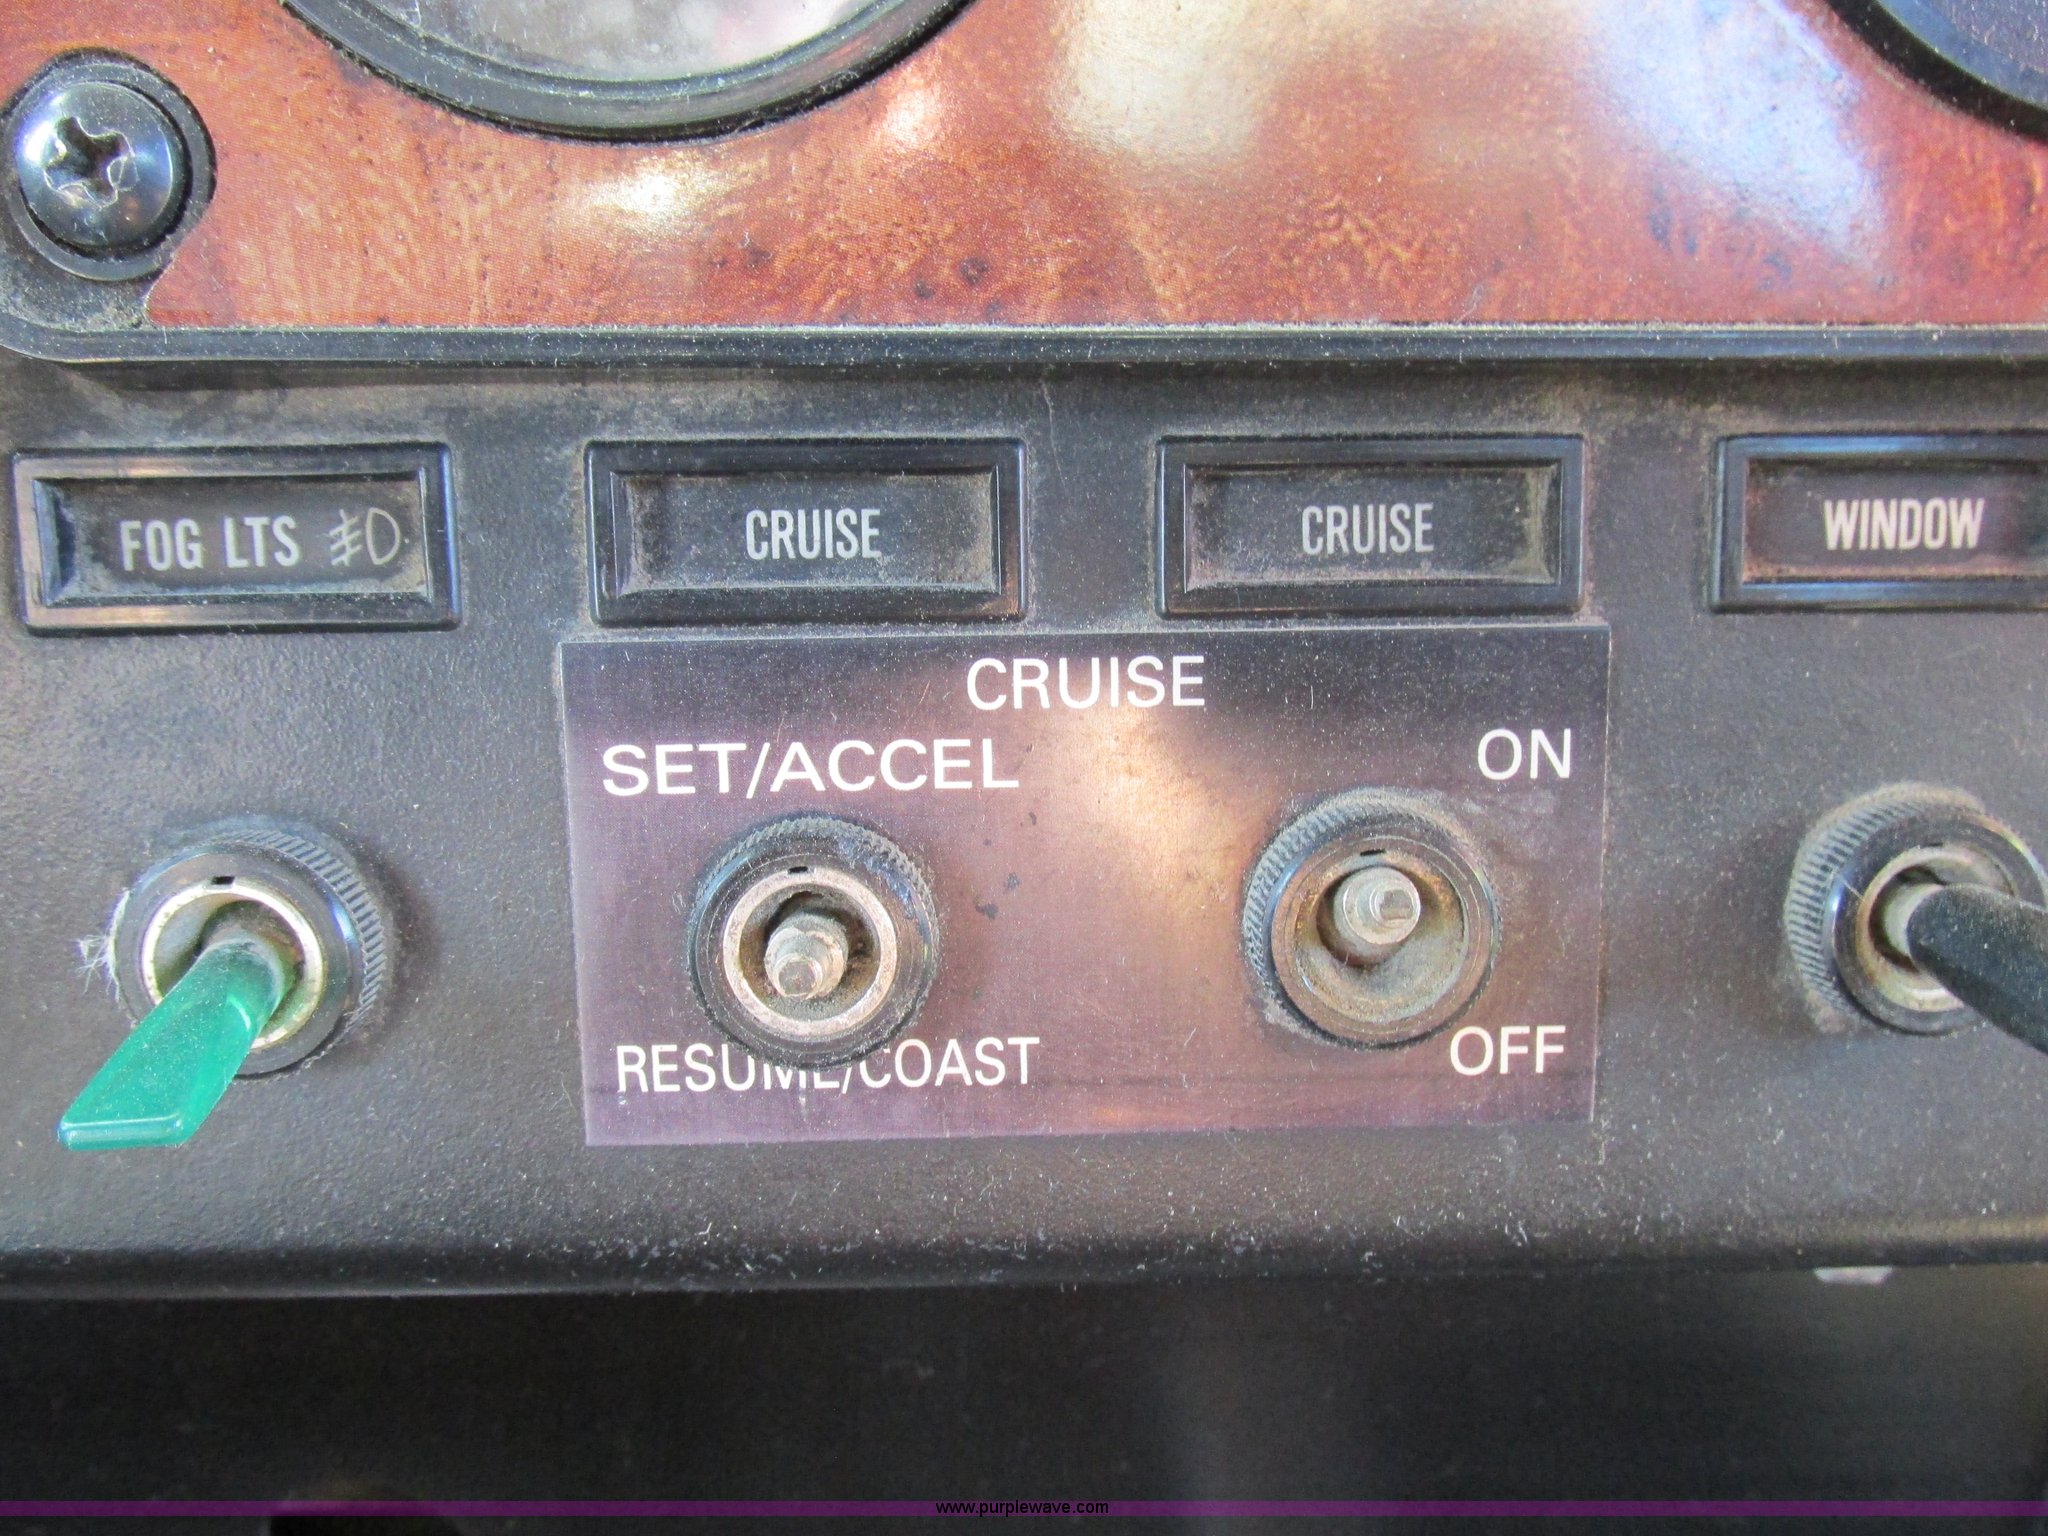 FOG LTS
CRUISE
CRUISE
WINDOW
CRUISE
SET/ACCEL
ON
RESUME/COAST
OFF
www.purplewave.com